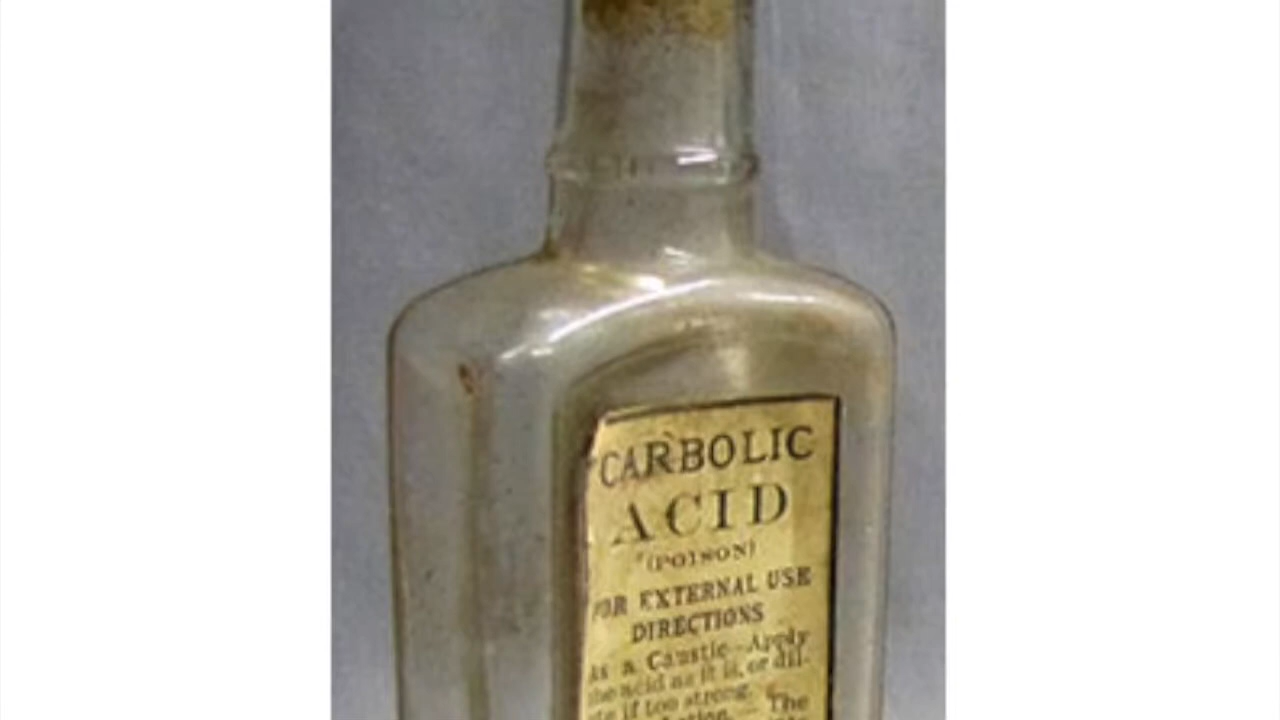 CARBOLIC
ACID
(POISON)
FOR EXTERNAL USE
DIRECTIONS
As a Caustic—Apply
the acid as it is, or dil-
ute if too strong.
The